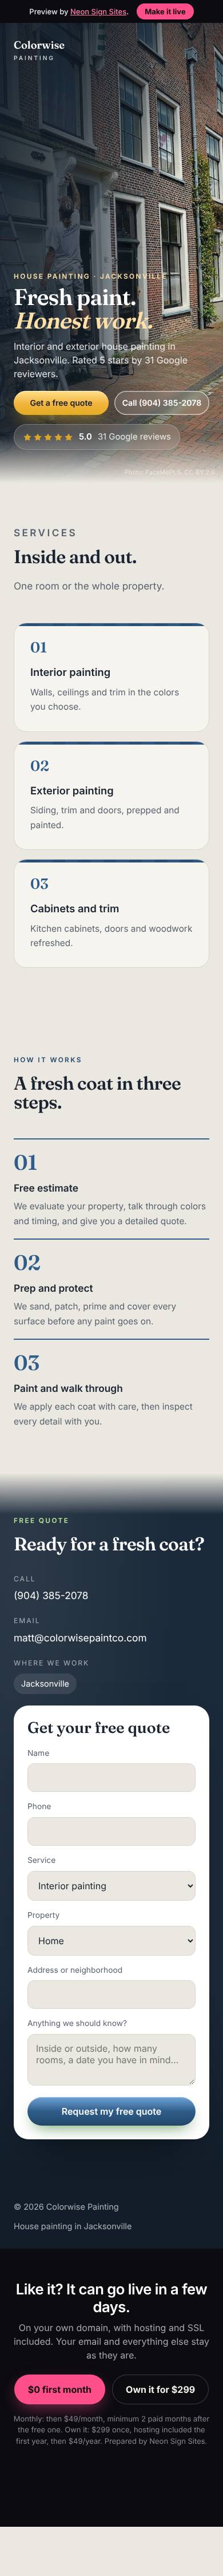 Preview by Neon Sign Sites. Make it live
Colorwise
PAINTING
HOUSE PAINTING · JACKSONVILLE
Fresh paint.
Honest work.
Interior and exterior house painting in
Jacksonville. Rated 5 stars by 31 Google
reviewers.
Get a free quote
Call (904) 385-2078
★★★★★ 5.0 31 Google reviews
SERVICES
Inside and out.
One room or the whole property.
01
Interior painting
Walls, ceilings and trim in the colors
you choose.
02
Exterior painting
Siding, trim and doors, prepped and
painted.
03
Cabinets and trim
Kitchen cabinets, doors and woodwork
refreshed.
HOW IT WORKS
A fresh coat in three
steps.
01
Free estimate
We evaluate your property, talk through colors
and timing, and give you a detailed quote.
02
Prep and protect
We sand, patch, prime and cover every
surface before any paint goes on.
03
Paint and walk through
We apply each coat with care, then inspect
every detail with you.
FREE QUOTE
Ready for a fresh coat?
CALL
(904) 385-2078
EMAIL
matt@colorwisepaintco.com
WHERE WE WORK
Jacksonville
Get your free quote
Name
Phone
Service
Interior painting
Property
Home
Address or neighborhood
Anything we should know?
Inside or outside, how many
rooms, a date you have in mind...
Request my free quote
© 2026 Colorwise Painting
House painting in Jacksonville
Like it? It can go live in a few
days.
On your own domain, with hosting and SSL
included. Your email and everything else stay
as they are.
$0 first month
Own it for $299
Monthly: then $49/month, minimum 2 paid months after
the free one. Own it: $299 once, hosting included the
first year, then $49/year. Prepared by Neon Sign Sites.